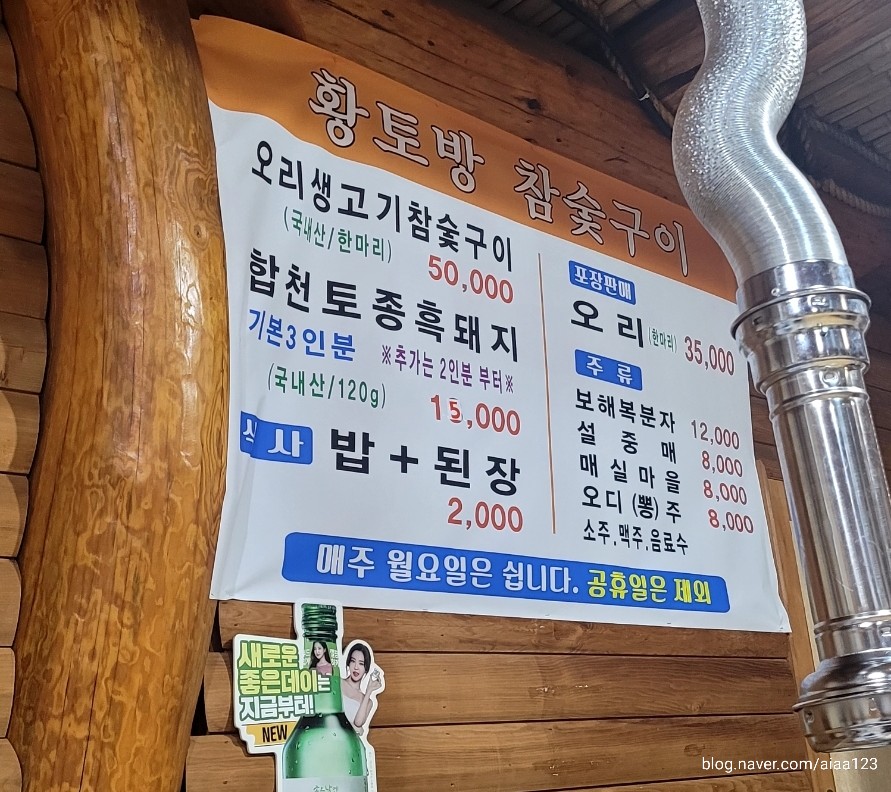 황토방 참숯구이
오리생고기참숯구이
(국내산/한마리)
50,000
합천토종흑돼지
기본3인분 ※추가는 2인분 부터※
(국내산/120g)
15,000
식사 밥+된장
2,000
포장판매
오리 (한마리) 35,000
주류
보해복분자 12,000
설중매 8,000
매실마을 8,000
오디(뽕)주 8,000
소주,맥주,음료수
매주 월요일은 쉽니다. 공휴일은 제외
새로운
좋은데이는
지금부터!
NEW
blog.naver.com/aiaa123